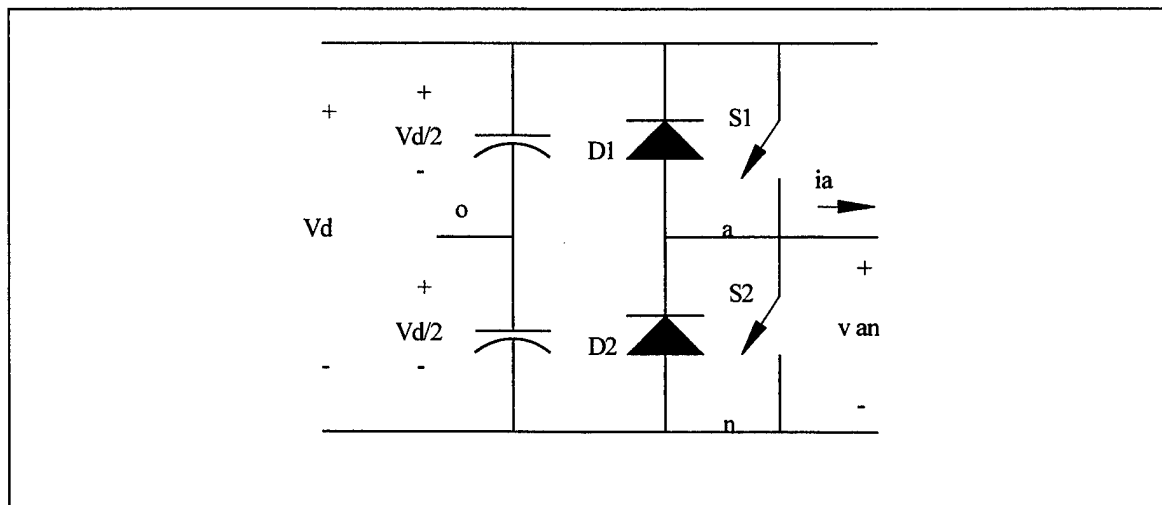 +
+
Vd/2
-
D1
S1
ia
o
Vd
a
+
Vd/2
-
-
D2
S2
+
v an
-
n